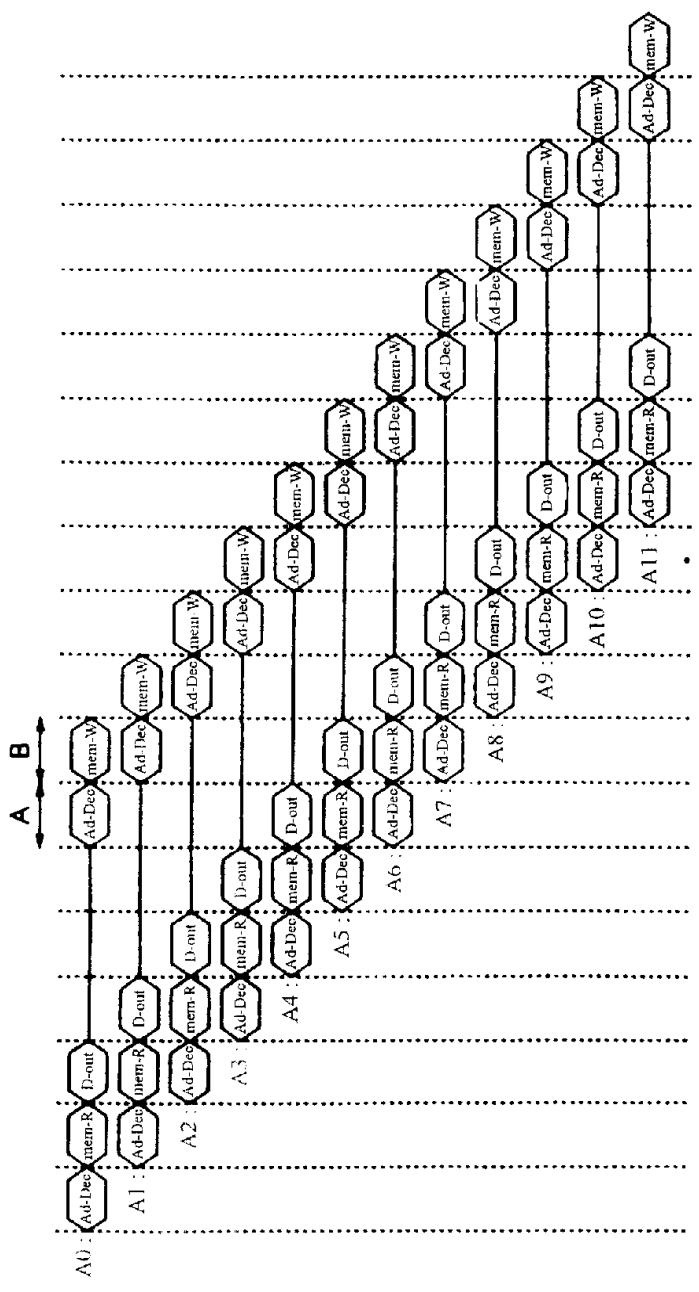 A B
A0 : Ad-Dec mem-R D-out Ad-Dec mem-W
A1 : Ad-Dec mem-R D-out Ad-Dec mem-W
A2 : Ad-Dec mem-R D-out Ad-Dec mem-W
A3 : Ad-Dec mem-R D-out Ad-Dec mem-W
A4 : Ad-Dec mem-R D-out Ad-Dec mem-W
A5 : Ad-Dec mem-R D-out Ad-Dec mem-W
A6 : Ad-Dec mem-R D-out Ad-Dec mem-W
A7 : Ad-Dec mem-R D-out Ad-Dec mem-W
A8 : Ad-Dec mem-R D-out Ad-Dec mem-W
A9 : Ad-Dec mem-R D-out Ad-Dec mem-W
A10 : Ad-Dec mem-R D-out Ad-Dec mem-W
A11 : Ad-Dec mem-R D-out Ad-Dec mem-W